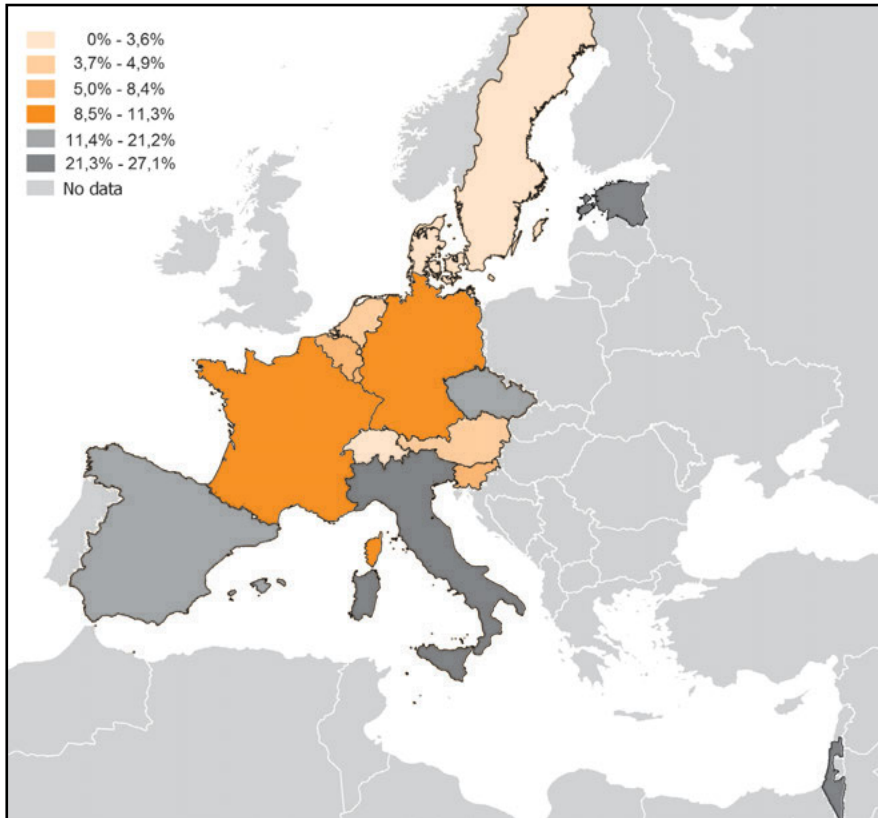 0% - 3,6%
3,7% - 4,9%
5,0% - 8,4%
8,5% - 11,3%
11,4% - 21,2%
21,3% - 27,1%
No data